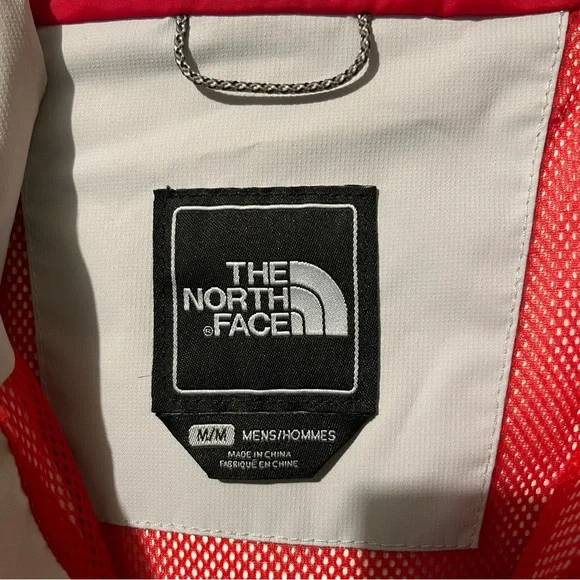 THE
NORTH
®FACE
M/M MENS/HOMMES
MADE IN CHINA
FABRIQUÉ EN CHINE